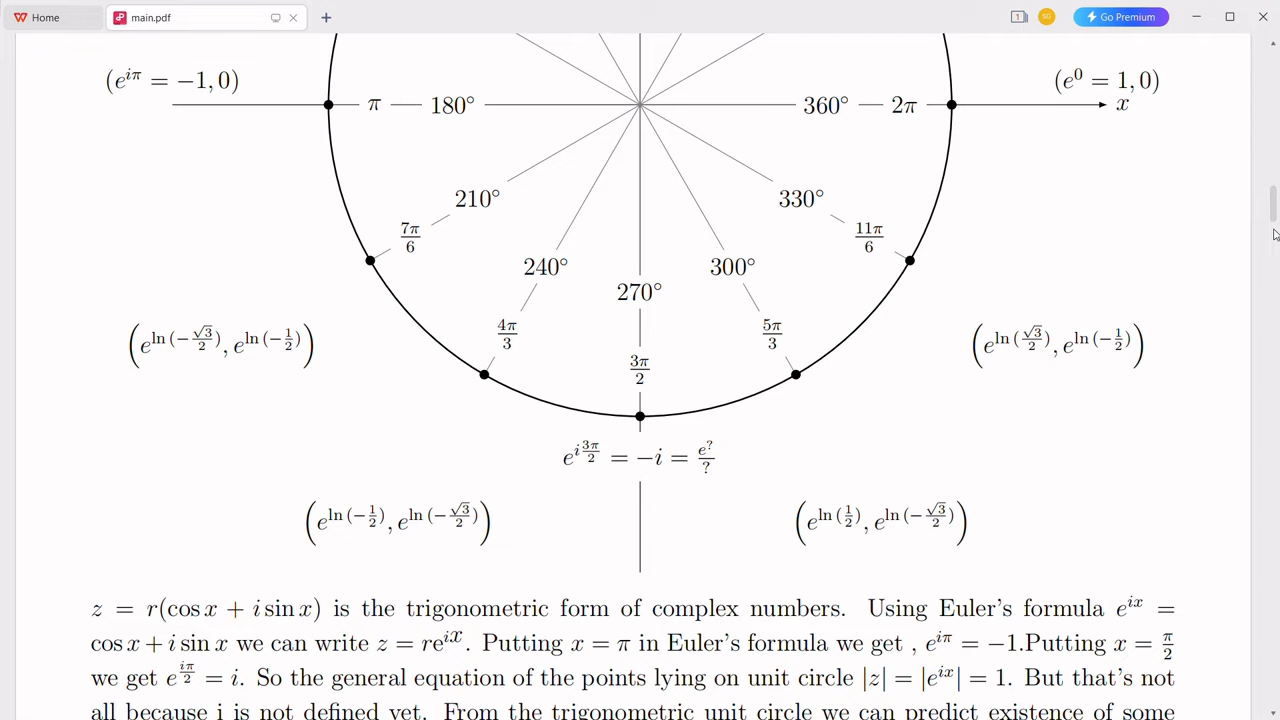 Home
main.pdf
1
SG
Go Premium
(e^{iπ} = −1, 0)
(e^0 = 1, 0)
π
180°
360°
2π
x
210°
330°
7π/6
11π/6
240°
300°
270°
4π/3
5π/3
3π/2
(e^{ln(−√3/2)}, e^{ln(−1/2)})
(e^{ln(√3/2)}, e^{ln(−1/2)})
e^{i3π/2} = −i = e^?/?
(e^{ln(−1/2)}, e^{ln(−√3/2)})
(e^{ln(1/2)}, e^{ln(−√3/2)})
z = r(cos x + i sin x) is the trigonometric form of complex numbers. Using Euler's formula e^{ix} =
cos x + i sin x we can write z = re^{ix}. Putting x = π in Euler's formula we get , e^{iπ} = −1.Putting x = π/2
we get e^{iπ/2} = i. So the general equation of the points lying on unit circle |z| = |e^{ix}| = 1. But that's not
all because i is not defined yet. From the trigonometric unit circle we can predict existence of some